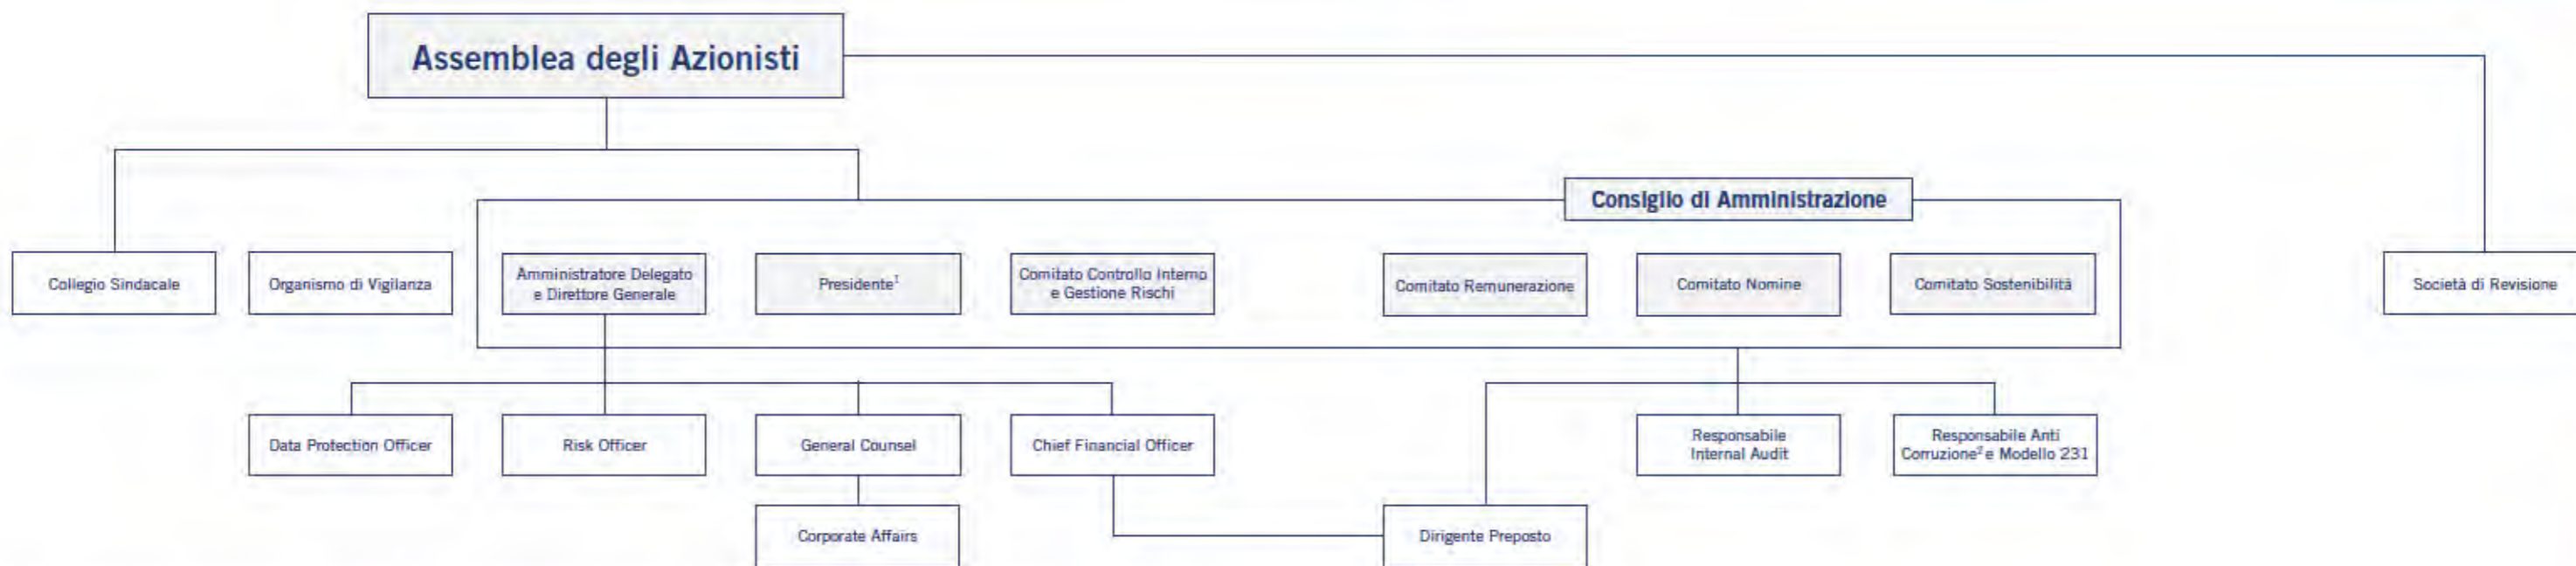 Assemblea degli Azionisti
Consiglio di Amministrazione
Collegio Sindacale
Organismo di Vigilanza
Amministratore Delegato
e Direttore Generale
Presidente¹
Comitato Controllo Interno
e Gestione Rischi
Comitato Remunerazione
Comitato Nomine
Comitato Sostenibilità
Società di Revisione
Data Protection Officer
Risk Officer
General Counsel
Chief Financial Officer
Responsabile
Internal Audit
Responsabile Anti
Corruzione² e Modello 231
Corporate Affairs
Dirigente Preposto